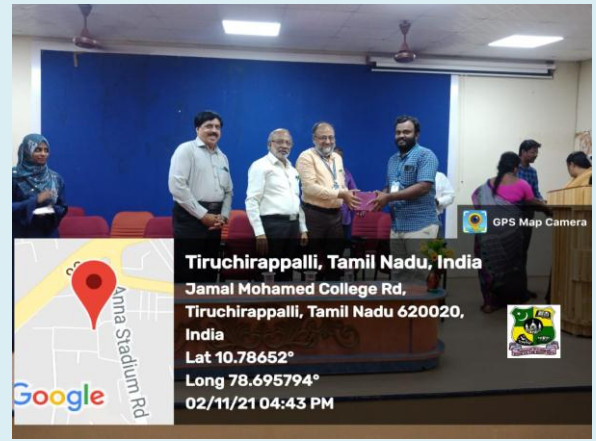 GPS Map Camera
Tiruchirappalli, Tamil Nadu, India
Jamal Mohamed College Rd,
Tiruchirappalli, Tamil Nadu 620020,
India
Lat 10.78652°
Long 78.695794°
02/11/21 04:43 PM
Anna Stadium Rd
Google